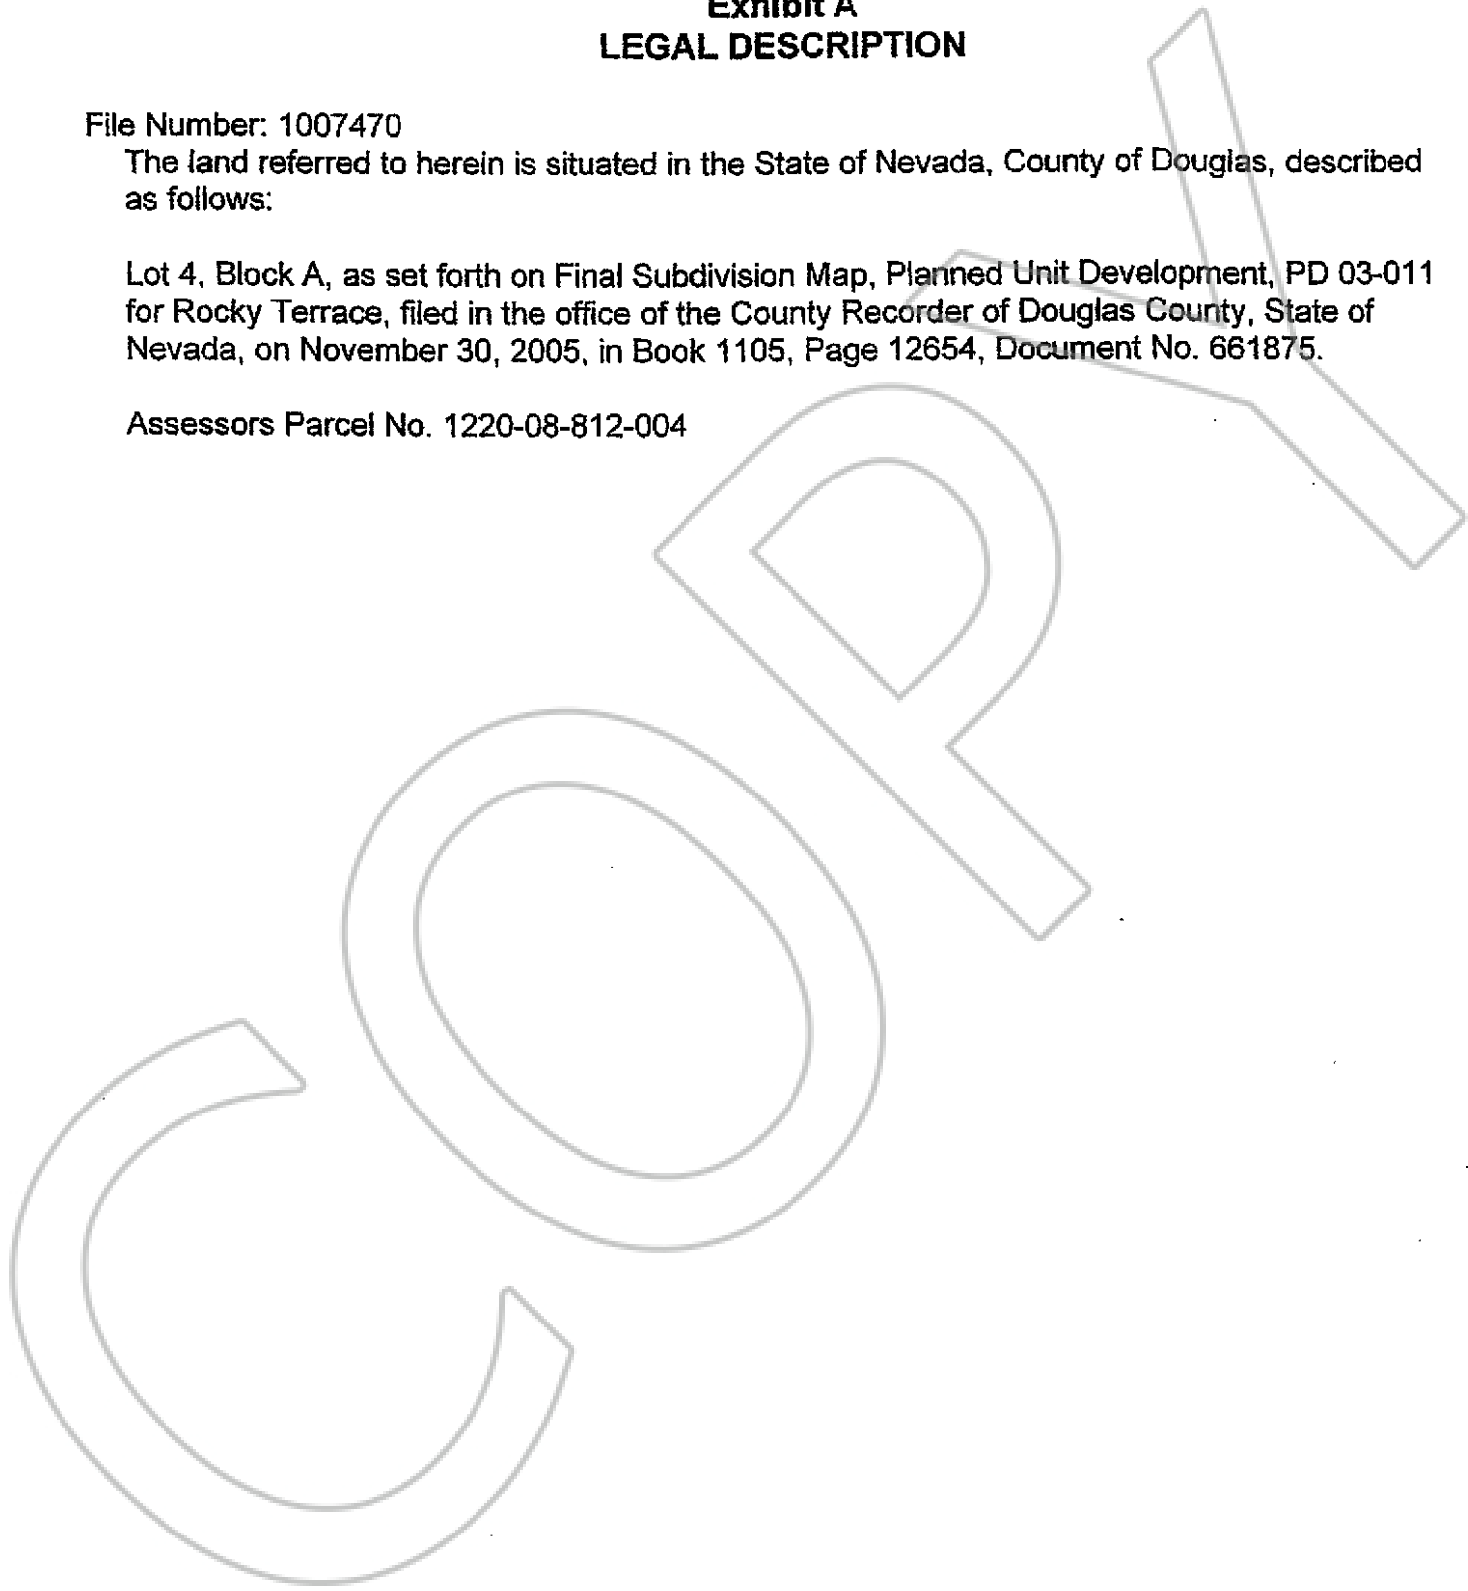 Exhibit A
LEGAL DESCRIPTION
File Number: 1007470
The land referred to herein is situated in the State of Nevada, County of Douglas, described
as follows:
Lot 4, Block A, as set forth on Final Subdivision Map, Planned Unit Development, PD 03-011
for Rocky Terrace, filed in the office of the County Recorder of Douglas County, State of
Nevada, on November 30, 2005, in Book 1105, Page 12654, Document No. 661875.
Assessors Parcel No. 1220-08-812-004
COPY